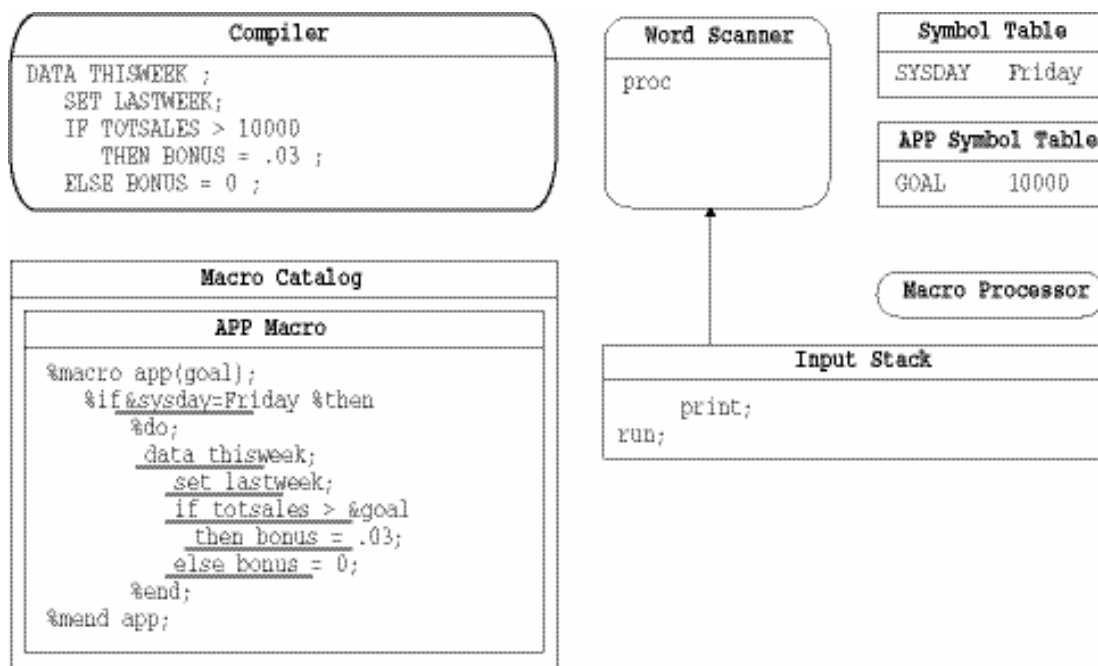 Compiler
DATA THISWEEK ;
SET LASTWEEK;
IF TOTSALES > 10000
THEN BONUS = .03 ;
ELSE BONUS = 0 ;
Word Scanner
proc
Symbol Table
SYSDAY Friday
APP Symbol Table
GOAL 10000
Macro Catalog
APP Macro
%macro app(goal);
%if &sysday=Friday %then
%do;
data thisweek;
set lastweek;
if totsales > &goal
then bonus = .03;
else bonus = 0;
%end;
%mend app;
Macro Processor
Input Stack
print;
run;